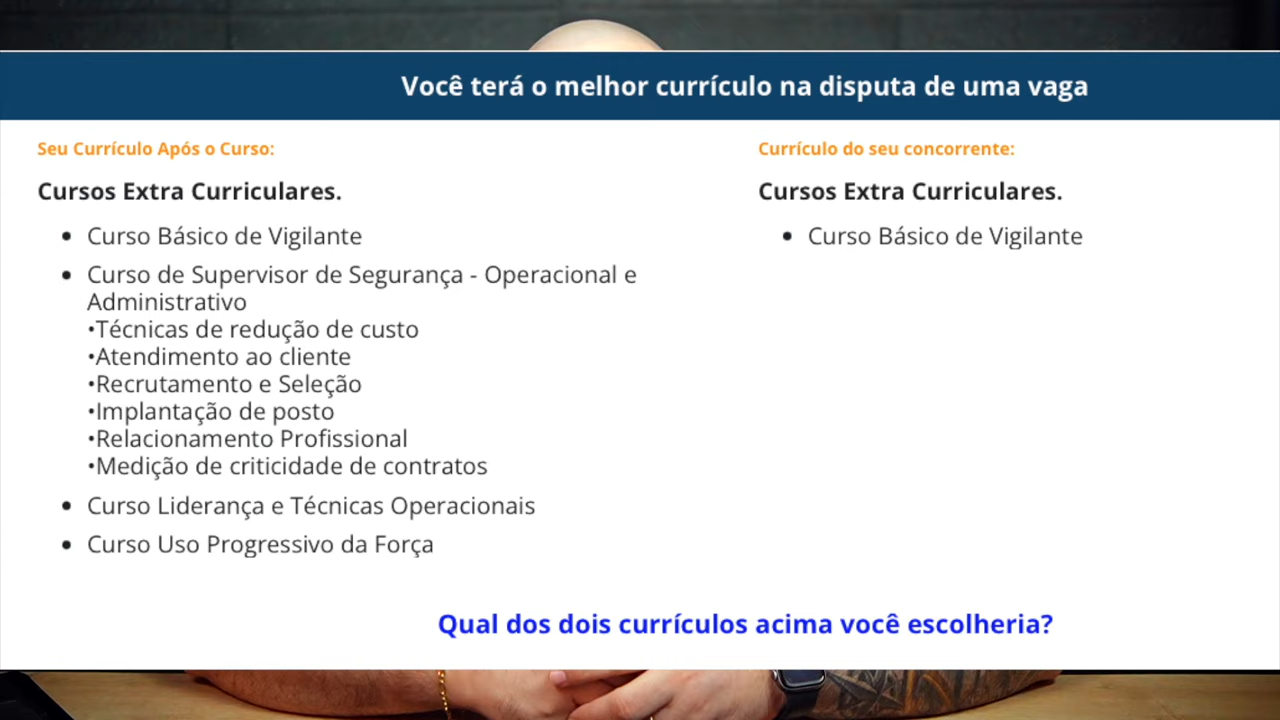 Você terá o melhor currículo na disputa de uma vaga
Seu Currículo Após o Curso:
Cursos Extra Curriculares.
• Curso Básico de Vigilante
• Curso de Supervisor de Segurança - Operacional e
Administrativo
•Técnicas de redução de custo
•Atendimento ao cliente
•Recrutamento e Seleção
•Implantação de posto
•Relacionamento Profissional
•Medição de criticidade de contratos
• Curso Liderança e Técnicas Operacionais
• Curso Uso Progressivo da Força
Currículo do seu concorrente:
Cursos Extra Curriculares.
• Curso Básico de Vigilante
Qual dos dois currículos acima você escolheria?